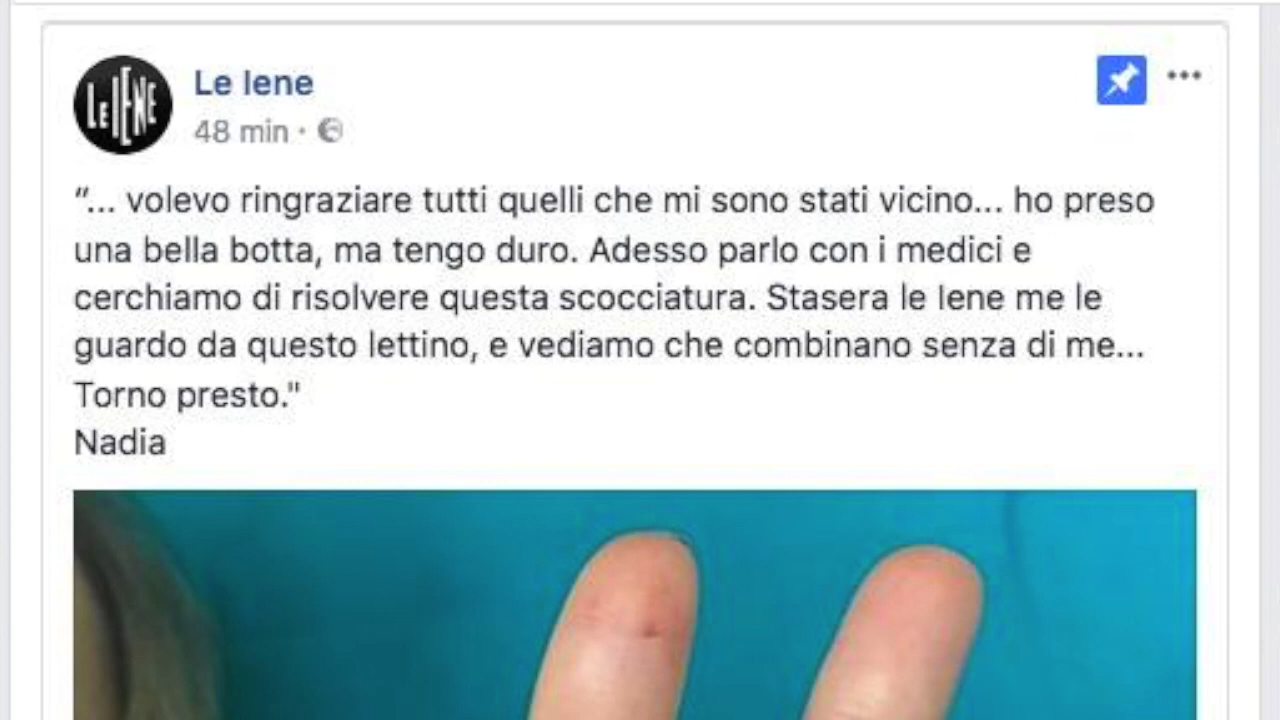 LE IENE
Le Iene
48 min ·
"... volevo ringraziare tutti quelli che mi sono stati vicino... ho preso
una bella botta, ma tengo duro. Adesso parlo con i medici e
cerchiamo di risolvere questa scocciatura. Stasera le Iene me le
guardo da questo lettino, e vediamo che combinano senza di me...
Torno presto."
Nadia